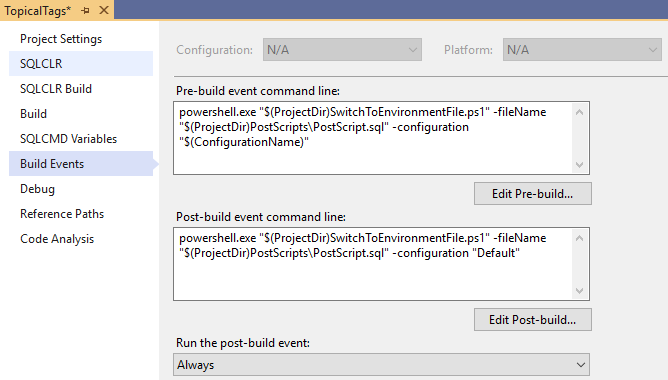 TopicalTags*
Project Settings
SQLCLR
SQLCLR Build
Build
SQLCMD Variables
Build Events
Debug
Reference Paths
Code Analysis
Configuration: N/A Platform: N/A
Pre-build event command line:
powershell.exe "$(ProjectDir)SwitchToEnvironmentFile.ps1" -fileName
"$(ProjectDir)PostScripts\PostScript.sql" -configuration
"$(ConfigurationName)"
Edit Pre-build...
Post-build event command line:
powershell.exe "$(ProjectDir)SwitchToEnvironmentFile.ps1" -fileName
"$(ProjectDir)PostScripts\PostScript.sql" -configuration "Default"
Edit Post-build...
Run the post-build event:
Always